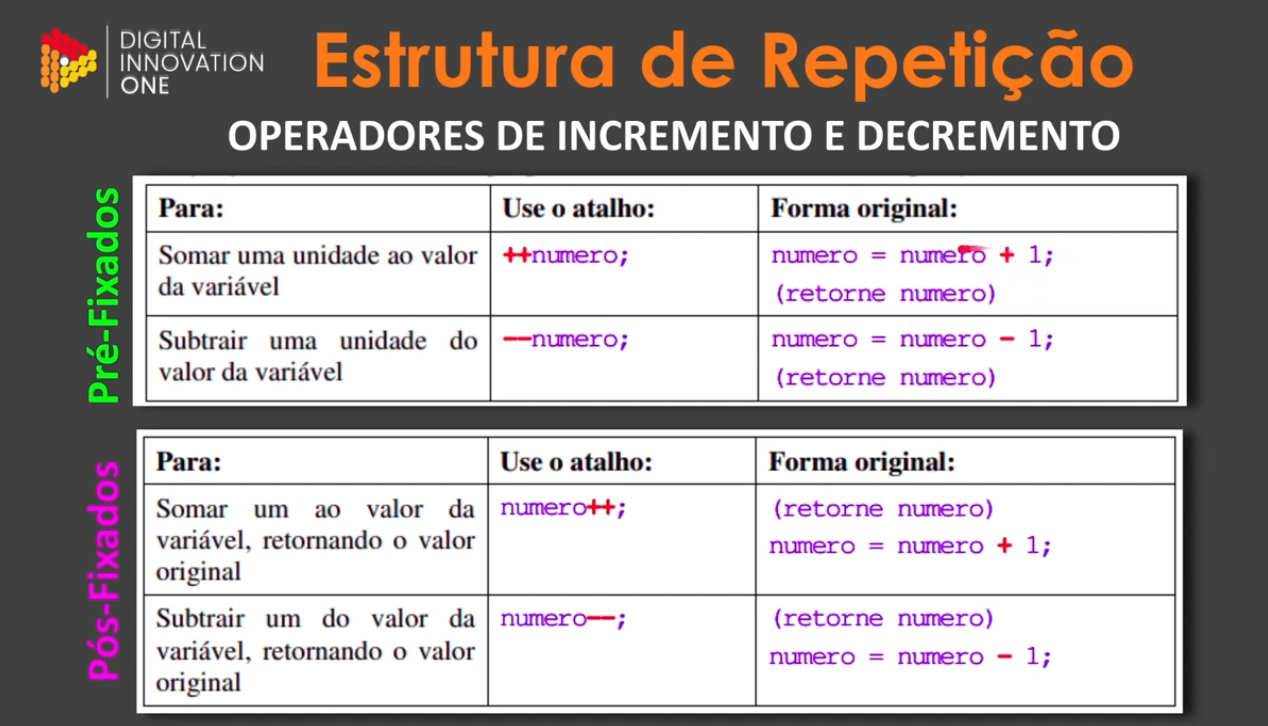 DIGITAL
INNOVATION
ONE
Estrutura de Repetição
OPERADORES DE INCREMENTO E DECREMENTO
Pré-Fixados
Para:
Use o atalho:
Forma original:
Somar uma unidade ao valor
da variável
++numero;
numero = numero + 1;
(retorne numero)
Subtrair uma unidade do
valor da variável
--numero;
numero = numero - 1;
(retorne numero)
Pós-Fixados
Para:
Use o atalho:
Forma original:
Somar um ao valor da
variável, retornando o valor
original
numero++;
(retorne numero)
numero = numero + 1;
Subtrair um do valor da
variável, retornando o valor
original
numero--;
(retorne numero)
numero = numero - 1;